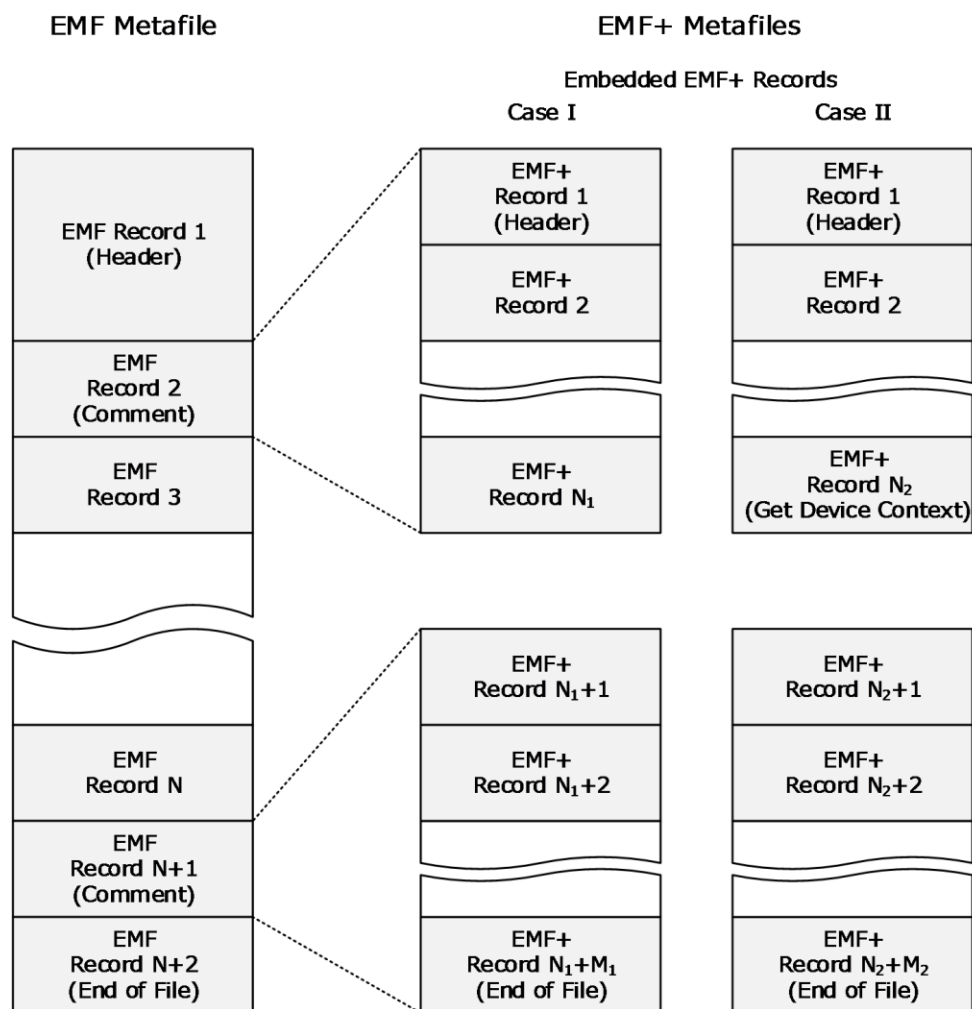 EMF Metafile
EMF+ Metafiles
Embedded EMF+ Records
Case I
Case II
EMF Record 1
(Header)
EMF
Record 2
(Comment)
EMF
Record 3
EMF
Record N
EMF
Record N+1
(Comment)
EMF
Record N+2
(End of File)
EMF+
Record 1
(Header)
EMF+
Record 2
EMF+
Record N₁
EMF+
Record N₁+1
EMF+
Record N₁+2
EMF+
Record N₁+M₁
(End of File)
EMF+
Record 1
(Header)
EMF+
Record 2
EMF+
Record N₂
(Get Device Context)
EMF+
Record N₂+1
EMF+
Record N₂+2
EMF+
Record N₂+M₂
(End of File)